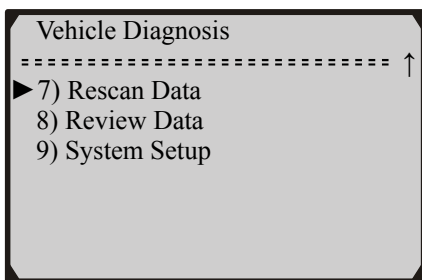 Vehicle Diagnosis
============================ ↑
►7) Rescan Data
8) Review Data
9) System Setup